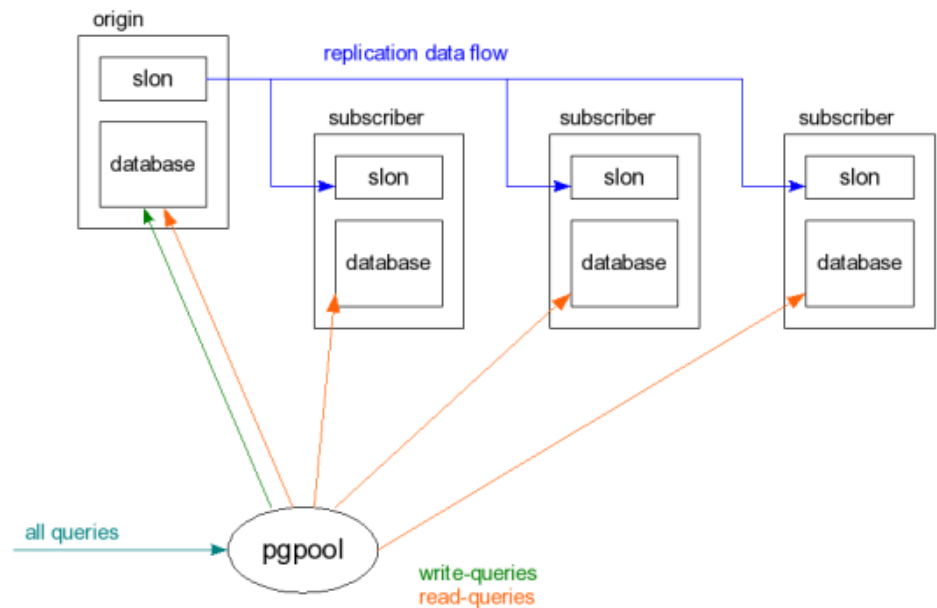 origin
slon
database
replication data flow
subscriber
slon
database
subscriber
slon
database
subscriber
slon
database
all queries
pgpool
write-queries
read-queries